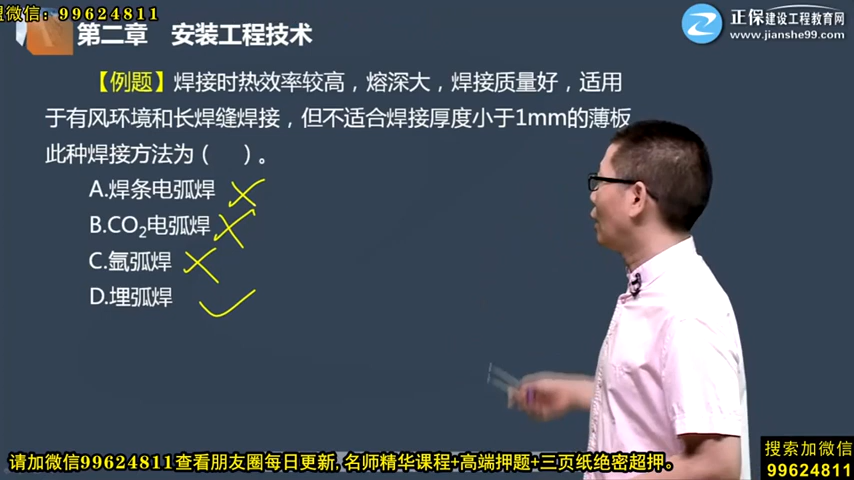 盟微信：99624811
第二章 安装工程技术
正保建设工程教育网
www.jianshe99.com
【例题】焊接时热效率较高，熔深大，焊接质量好，适用
于有风环境和长焊缝焊接，但不适合焊接厚度小于1mm的薄板
此种焊接方法为（ ）。
A.焊条电弧焊
B.CO2电弧焊
C.氩弧焊
D.埋弧焊
请加微信99624811查看朋友圈每日更新,名师精华课程+高端押题+三页纸绝密超押。
搜索加微信
99624811